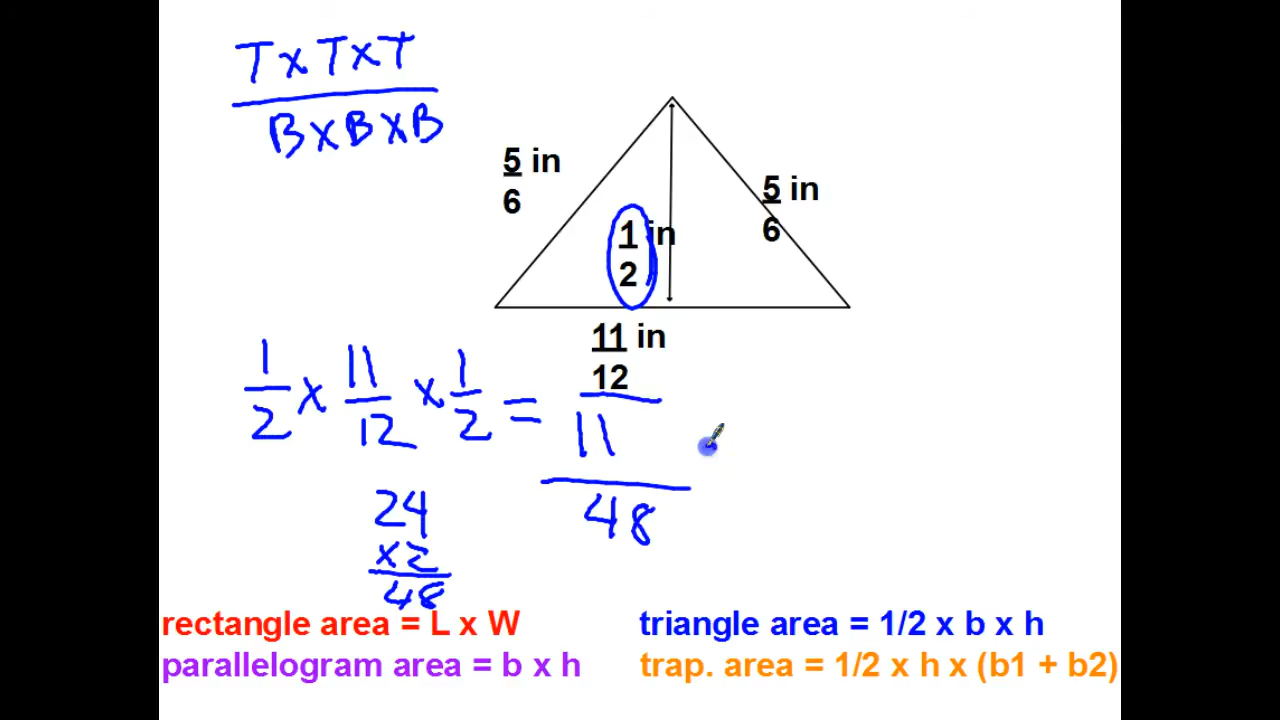 T x T x T
B x B x B
5 in
6
5 in
6
1 in
2
11 in
12
1/2 x 11/12 x 1/2 = 11/48
24
x2
48
rectangle area = L x W
triangle area = 1/2 x b x h
parallelogram area = b x h
trap. area = 1/2 x h x (b1 + b2)